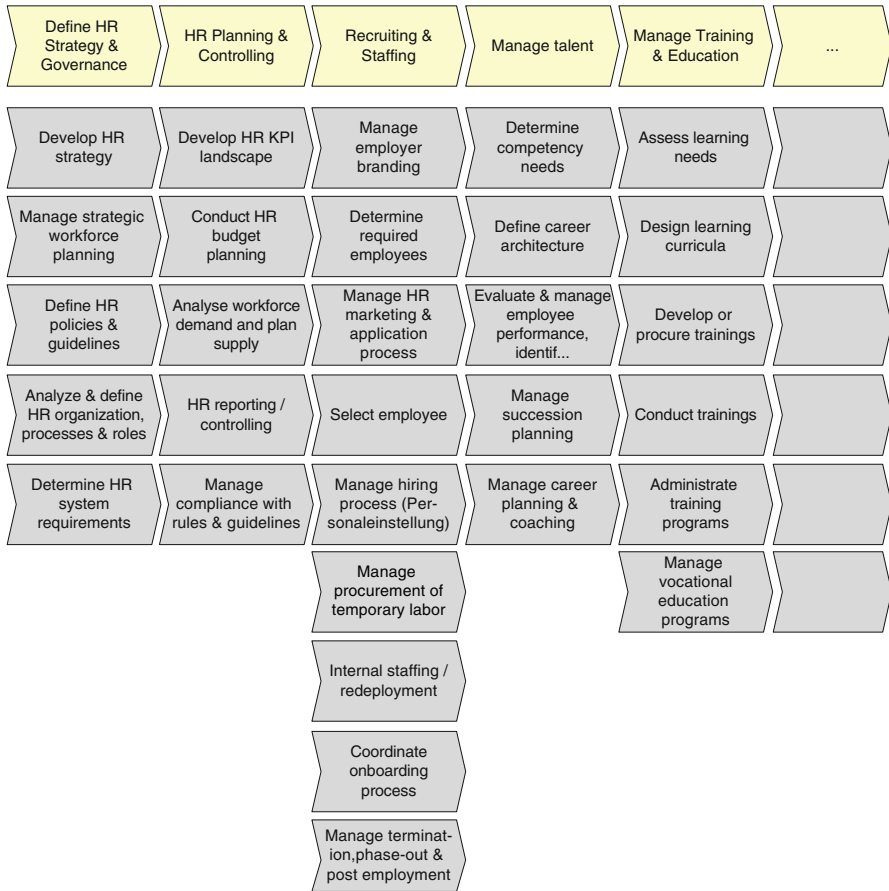 Define HR
Strategy &
Governance
HR Planning &
Controlling
Recruiting &
Staffing
Manage talent
Manage Training
& Education
...
Develop HR
strategy
Develop HR KPI
landscape
Manage
employer
branding
Determine
competency
needs
Assess learning
needs
Manage strategic
workforce
planning
Conduct HR
budget
planning
Determine
required
employees
Define career
architecture
Design learning
curricula
Define HR
policies &
guidelines
Analyse workforce
demand and plan
supply
Manage HR
marketing &
application
process
Evaluate & manage
employee
performance,
identif...
Develop or
procure trainings
Analyze & define
HR organization,
processes & roles
HR reporting /
controlling
Select employee
Manage
succession
planning
Conduct trainings
Determine HR
system
requirements
Manage
compliance with
rules & guidelines
Manage hiring
process (Per-
sonaleinstellung)
Manage career
planning &
coaching
Administrate
training
programs
Manage
procurement of
temporary labor
Manage
vocational
education
programs
Internal staffing /
redeployment
Coordinate
onboarding
process
Manage terminat-
ion,phase-out &
post employment